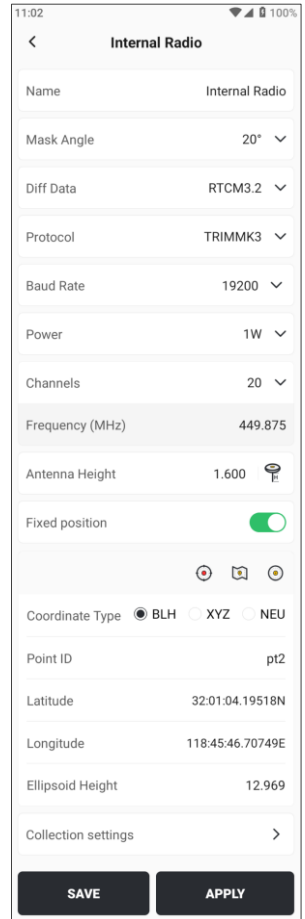 11:02 100%
Internal Radio
Name Internal Radio
Mask Angle 20°
Diff Data RTCM3.2
Protocol TRIMMK3
Baud Rate 19200
Power 1W
Channels 20
Frequency (MHz) 449.875
Antenna Height 1.600
Fixed position
Coordinate Type BLH XYZ NEU
Point ID pt2
Latitude 32:01:04.19518N
Longitude 118:45:46.70749E
Ellipsoid Height 12.969
Collection settings
SAVE APPLY